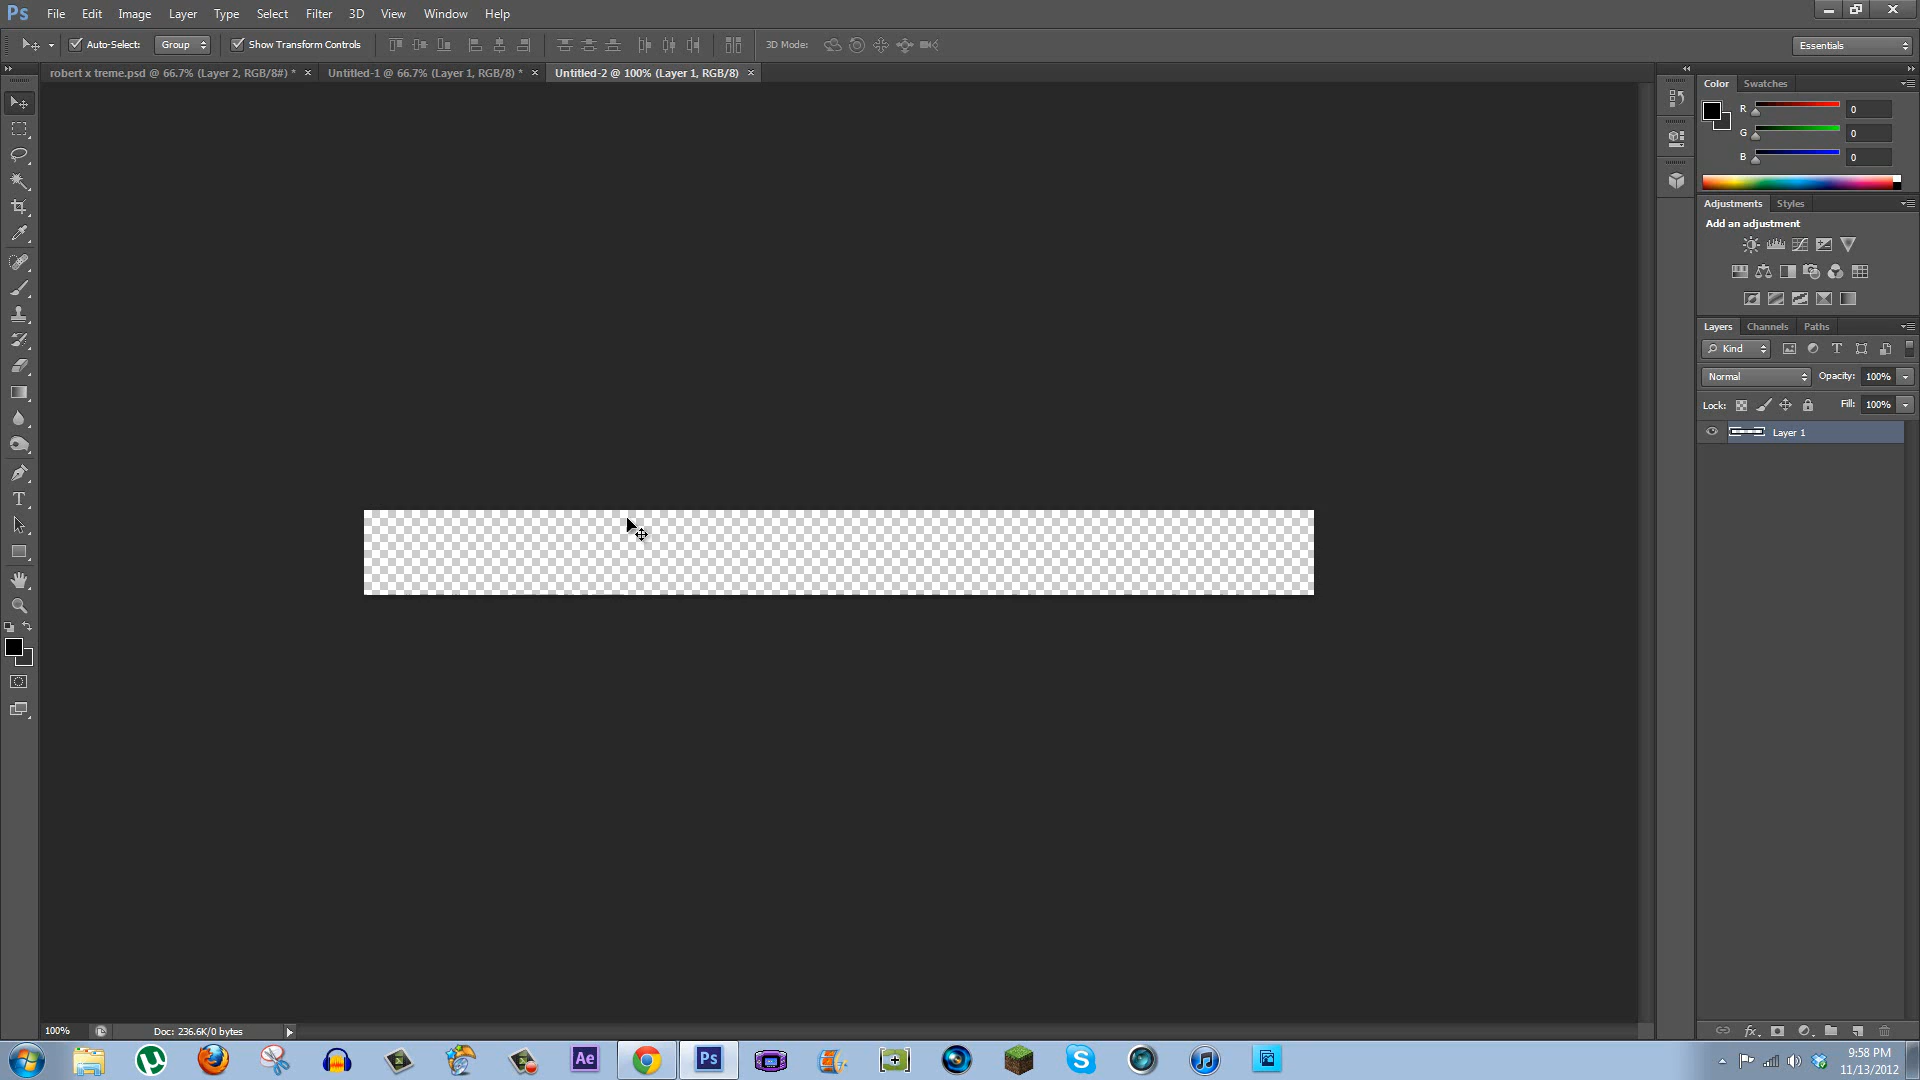 Ps File Edit Image Layer Type Select Filter 3D View Window Help
Auto-Select: Group Show Transform Controls 3D Mode: Essentials
robert x treme.psd @ 66.7% (Layer 2, RGB/8#) * × Untitled-1 @ 66.7% (Layer 1, RGB/8) * × Untitled-2 @ 100% (Layer 1, RGB/8) ×
Color Swatches
R 0
G 0
B 0
Adjustments Styles
Add an adjustment
Layers Channels Paths
Kind
Normal Opacity: 100%
Lock: Fill: 100%
Layer 1
100% Doc: 236.6K/0 bytes
fx
Ae Ps
9:58 PM
11/13/2012